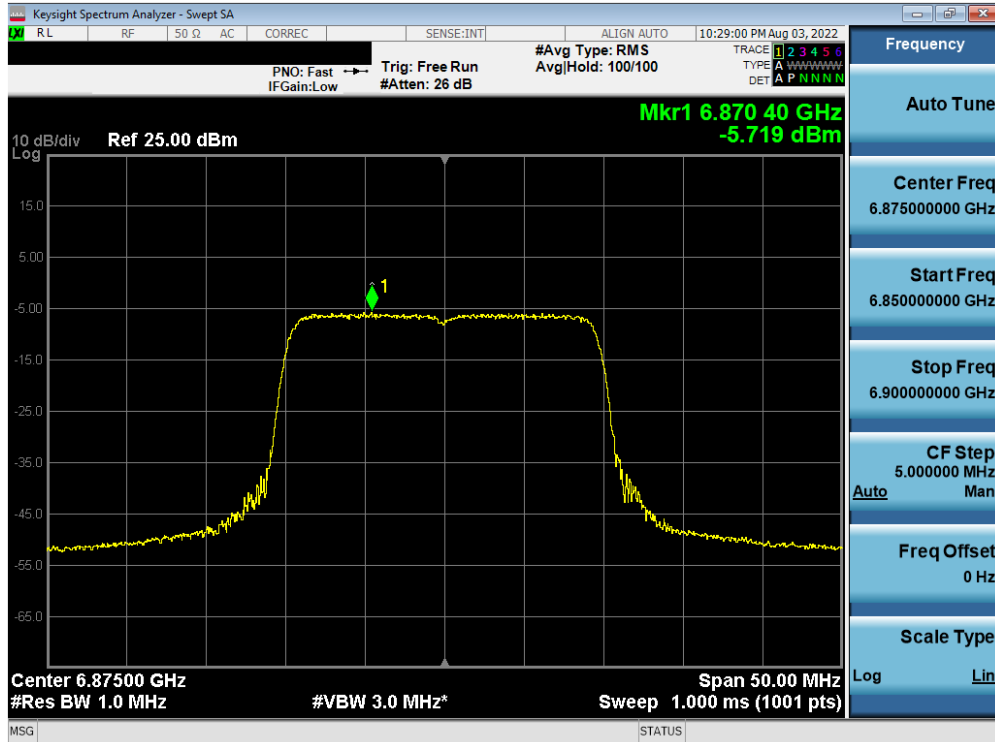 Keysight Spectrum Analyzer - Swept SA
LXI RL RF 50 Ω AC CORREC SENSE:INT ALIGN AUTO 10:29:00 PM Aug 03, 2022
PNO: Fast Trig: Free Run #Avg Type: RMS TRACE 1 2 3 4 5 6
IFGain:Low #Atten: 26 dB Avg|Hold: 100/100 TYPE A WWWWW
DET A P N N N N
Frequency
Mkr1 6.870 40 GHz
-5.719 dBm
10 dB/div Ref 25.00 dBm
Log
15.0
5.00
-5.00
-15.0
-25.0
-35.0
-45.0
-55.0
-65.0
1
Center 6.87500 GHz Span 50.00 MHz
#Res BW 1.0 MHz #VBW 3.0 MHz* Sweep 1.000 ms (1001 pts)
MSG STATUS
Auto Tune
Center Freq
6.875000000 GHz
Start Freq
6.850000000 GHz
Stop Freq
6.900000000 GHz
CF Step
5.000000 MHz
Auto Man
Freq Offset
0 Hz
Scale Type
Log Lin